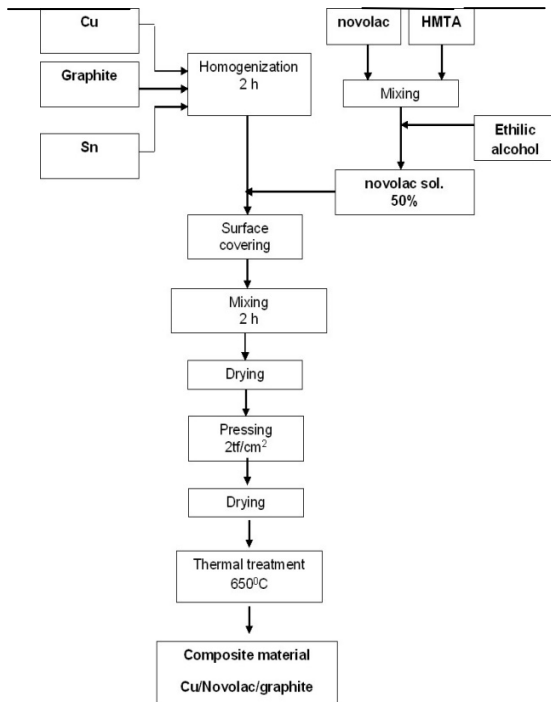 Cu
Graphite
Sn
Homogenization
2 h
novolac
HMTA
Mixing
Ethilic
alcohol
novolac sol.
50%
Surface
covering
Mixing
2 h
Drying
Pressing
2tf/cm²
Drying
Thermal treatment
650⁰C
Composite material
Cu/Novolac/graphite